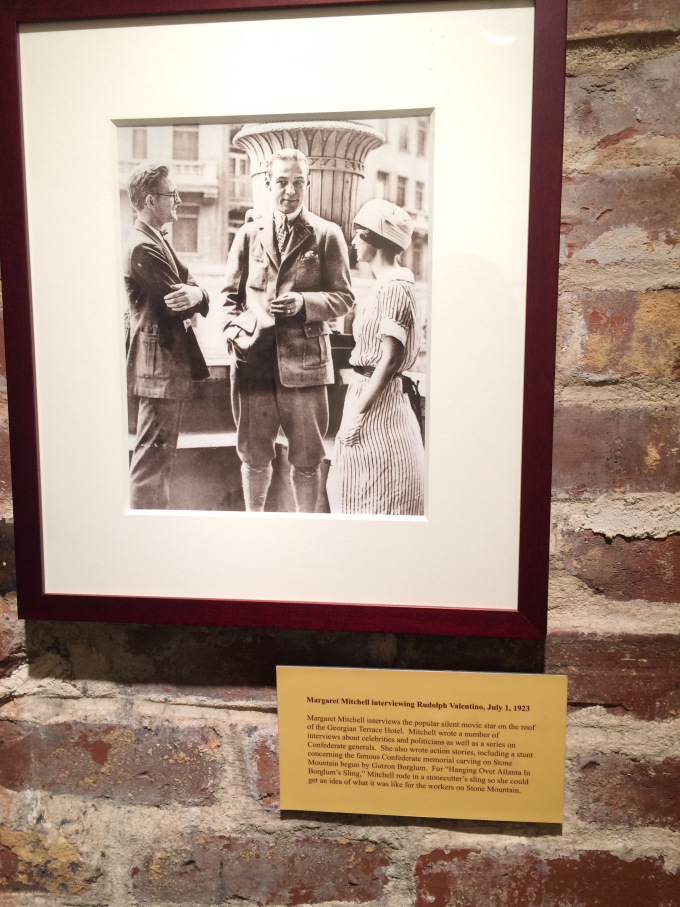 Margaret Mitchell interviewing Rudolph Valentino, July 1, 1923
Margaret Mitchell interviews the popular silent movie star on the roof
of the Georgian Terrace Hotel. Mitchell wrote a number of
interviews about celebrities and politicians as well as a series on
Confederate generals. She also wrote action stories, including a stunt
concerning the famous Confederate memorial carving on Stone
Mountain begun by Gutzon Borglum. For "Hanging Over Atlanta In
Borglum's Sling," Mitchell rode in a stonecutter's sling so she could
get an idea of what it was like for the workers on Stone Mountain.